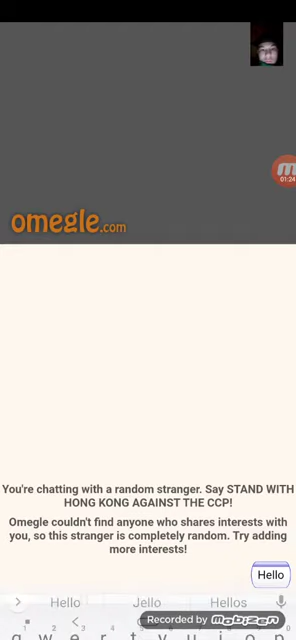 01:24
omegle.com
You're chatting with a random stranger. Say STAND WITH
HONG KONG AGAINST THE CCP!
Omegle couldn't find anyone who shares interests with
you, so this stranger is completely random. Try adding
more interests!
Hello
Hello Jello Hellos
Recorded by mobizen
q w e r t y u i o p